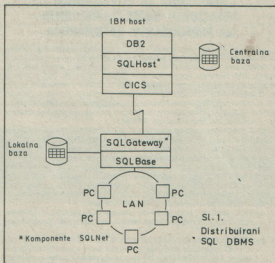 IBM host
DB2
SQLHost*
CICS
Centralna
baza
Lokalna
baza
SQLGateway*
SQLBase
PC
PC
LAN
PC
PC
PC
* Komponente SQLNet
Sl. 1.
Distribuirani
SQL DBMS